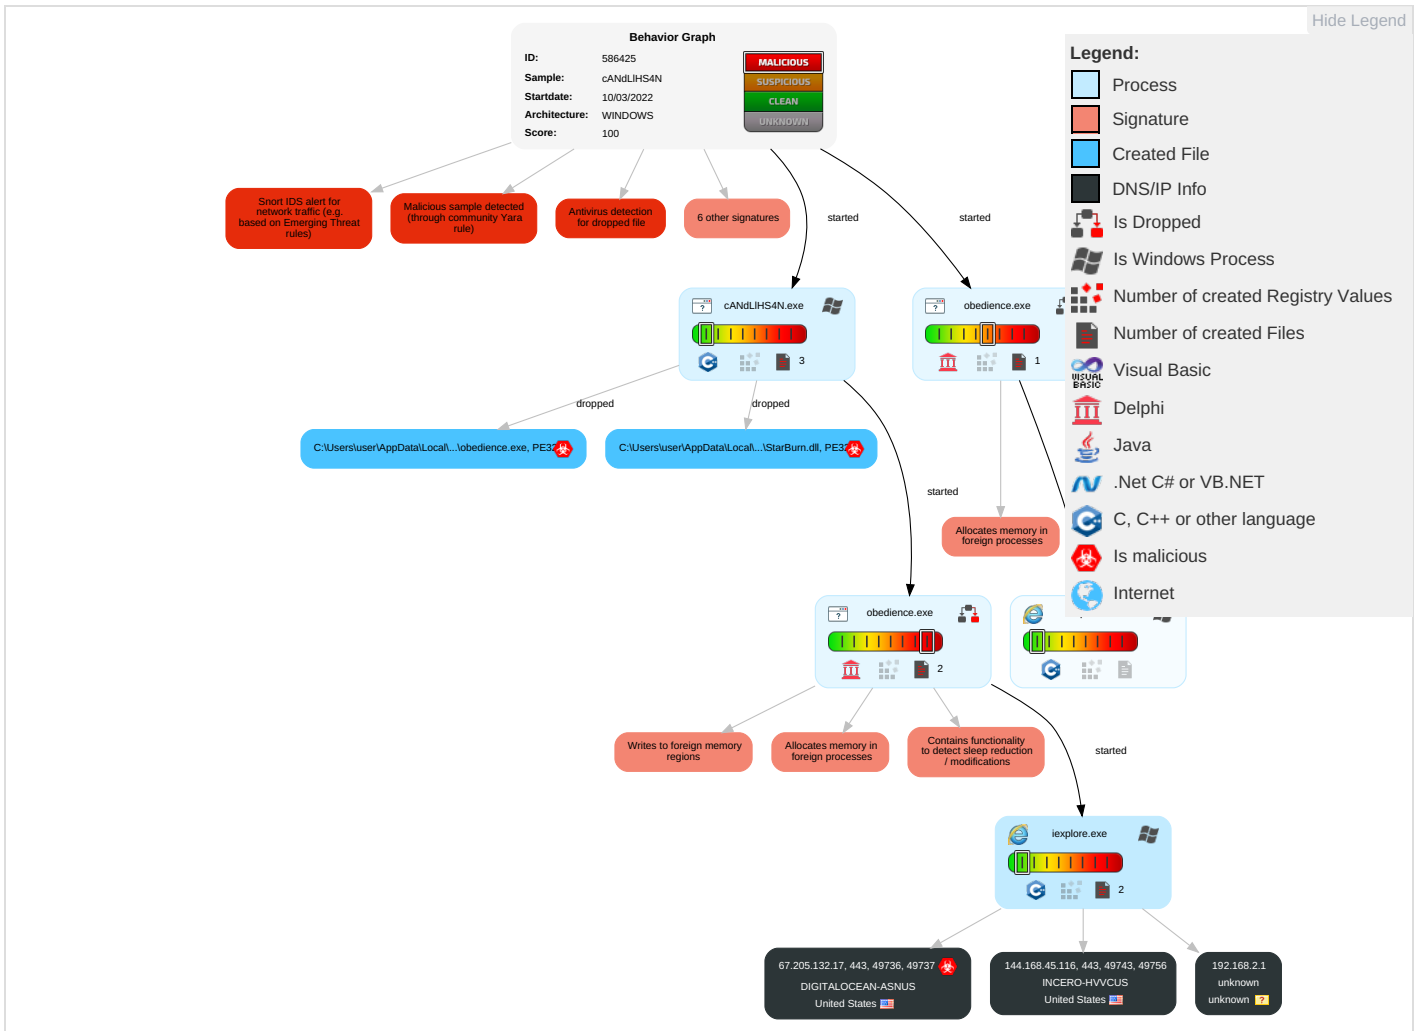 Hide Legend
Behavior Graph
ID: 586425
Sample: cANdLlHS4N
Startdate: 10/03/2022
Architecture: WINDOWS
Score: 100
MALICIOUS
SUSPICIOUS
CLEAN
UNKNOWN
Legend:
Process
Signature
Created File
DNS/IP Info
Is Dropped
Is Windows Process
Number of created Registry Values
Number of created Files
VISUAL
BASIC
Visual Basic
Delphi
Java
.Net C# or VB.NET
C, C++ or other language
Is malicious
Internet
Snort IDS alert for
network traffic (e.g.
based on Emerging Threat
rules)
Malicious sample detected
(through community Yara
rule)
Antivirus detection
for dropped file
6 other signatures
started
started
cANdLlHS4N.exe
3
obedience.exe
1
dropped
dropped
C:\Users\user\AppData\Local\...\obedience.exe, PE32
C:\Users\user\AppData\Local\...\StarBurn.dll, PE32
started
Allocates memory in
foreign processes
obedience.exe
2
Writes to foreign memory
regions
Allocates memory in
foreign processes
Contains functionality
to detect sleep reduction
/ modifications
started
iexplore.exe
2
67.205.132.17, 443, 49736, 49737
DIGITALOCEAN-ASNUS
United States
144.168.45.116, 443, 49743, 49756
INCERO-HVVCUS
United States
192.168.2.1
unknown
unknown